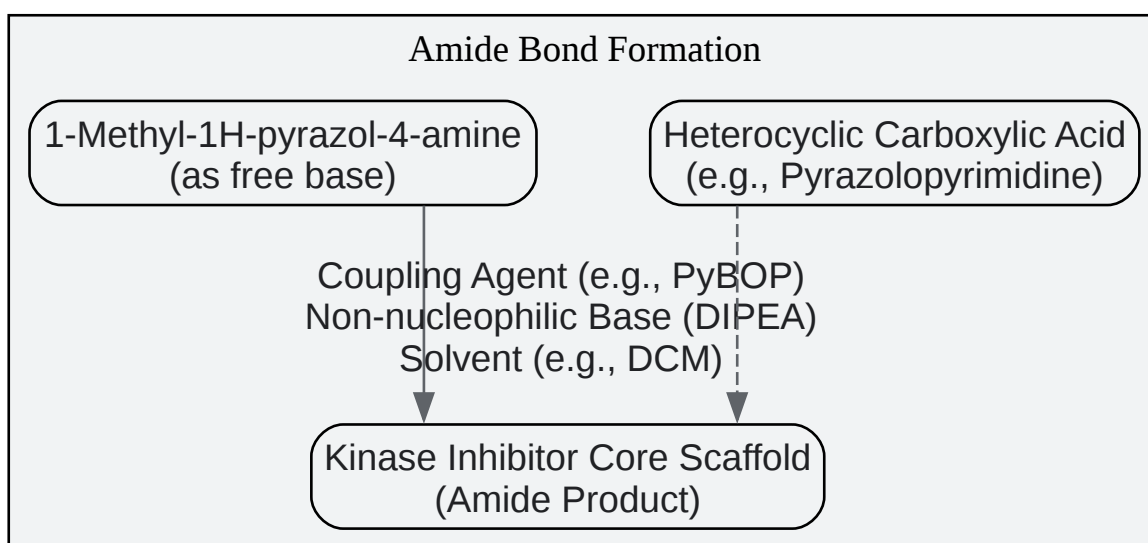 Amide Bond Formation
1-Methyl-1H-pyrazol-4-amine
(as free base)
Heterocyclic Carboxylic Acid
(e.g., Pyrazolopyrimidine)
Coupling Agent (e.g., PyBOP)
Non-nucleophilic Base (DIPEA)
Solvent (e.g., DCM)
Kinase Inhibitor Core Scaffold
(Amide Product)